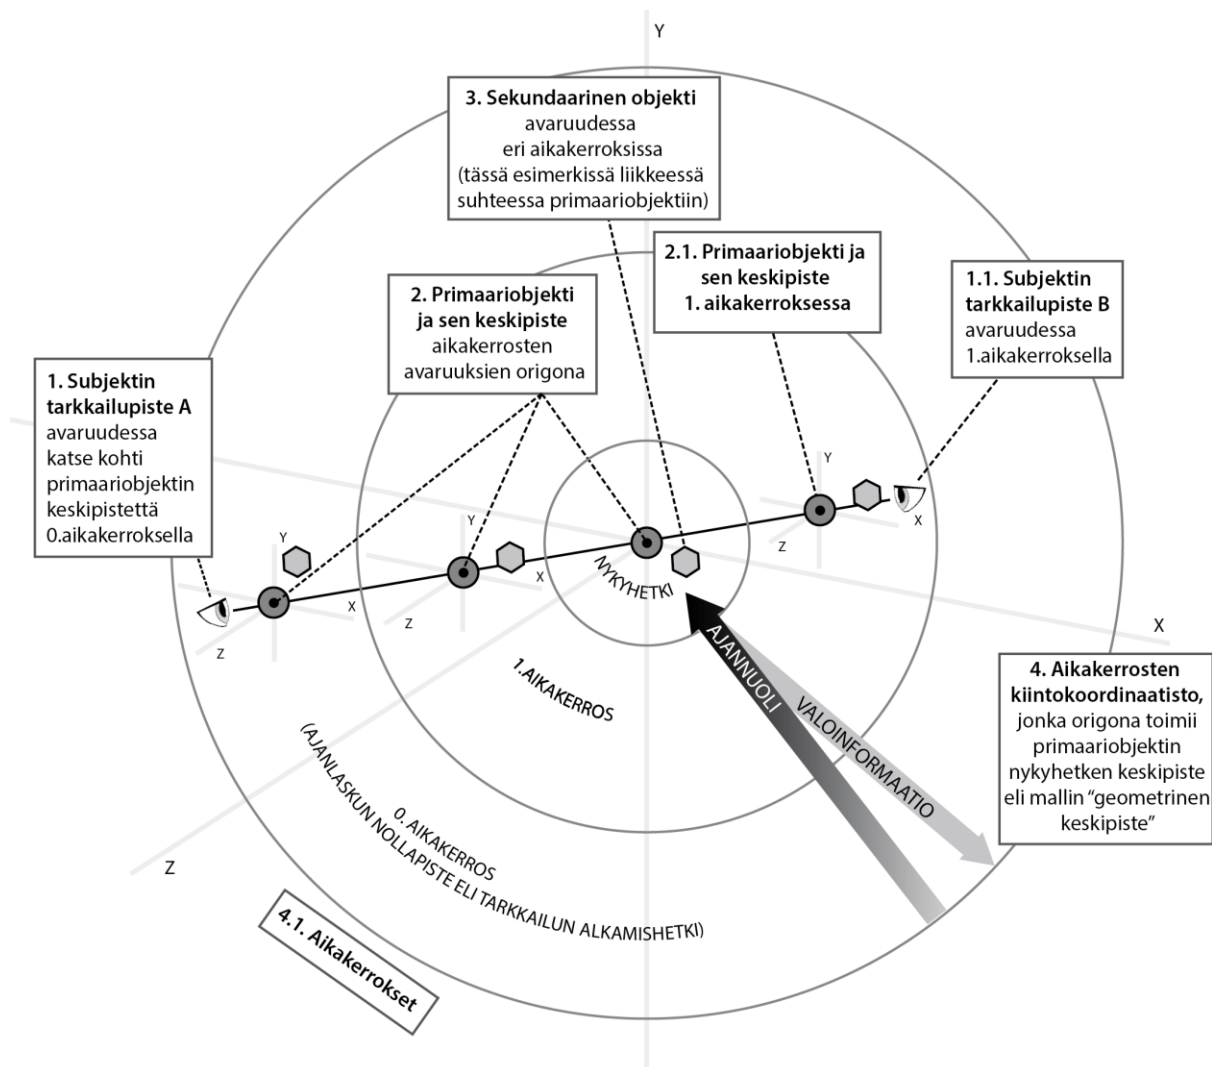 Y
3. Sekundaarinen objekti
avaruudessa
eri aikakerroksissa
(tässä esimerkissä liikkeessä
suhteessa primaariobjektiin)
2.1. Primaariobjekti ja
sen keskipiste
1. aikakerroksessa
1.1. Subjektin
tarkkailupiste B
avaruudessa
1.aikakerroksella
2. Primaariobjekti
ja sen keskipiste
aikakerrosten
avaruuksien origona
1. Subjektin
tarkkailupiste A
avaruudessa
katse kohti
primaariobjektin
keskipistettä
0.aikakerroksella
Y
X
Z
Y
X
Z
Y
X
Z
NYKYHETKI
X
AJANNUOLI
VALOINFORMAATIO
4. Aikakerrosten
kiintokoordinaatisto,
jonka origona toimii
primaariobjektin
nykyhetken keskipiste
eli mallin "geometrinen
keskipiste"
1.AIKAKERROS
0. AIKAKERROS
(AJANLASKUN NOLLAPISTE ELI TARKKAILUN ALKAMISHETKI)
Z
4.1. Aikakerrokset